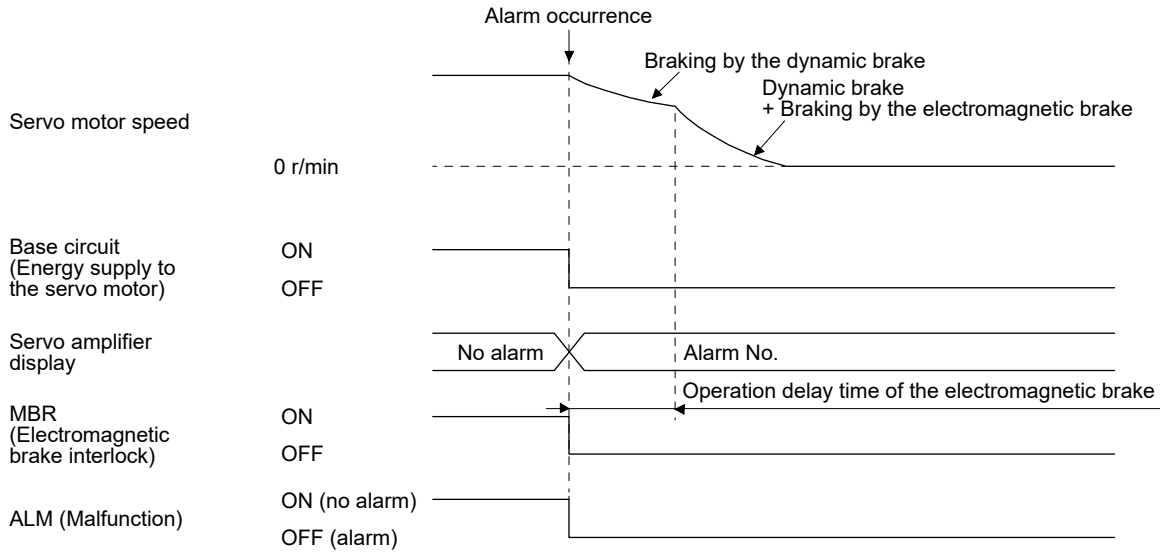 Alarm occurrence
Braking by the dynamic brake
Dynamic brake
+ Braking by the electromagnetic brake
Servo motor speed
0 r/min
Base circuit
(Energy supply to
the servo motor)
ON
OFF
Servo amplifier
display
No alarm
Alarm No.
Operation delay time of the electromagnetic brake
MBR
(Electromagnetic
brake interlock)
ON
OFF
ALM (Malfunction)
ON (no alarm)
OFF (alarm)